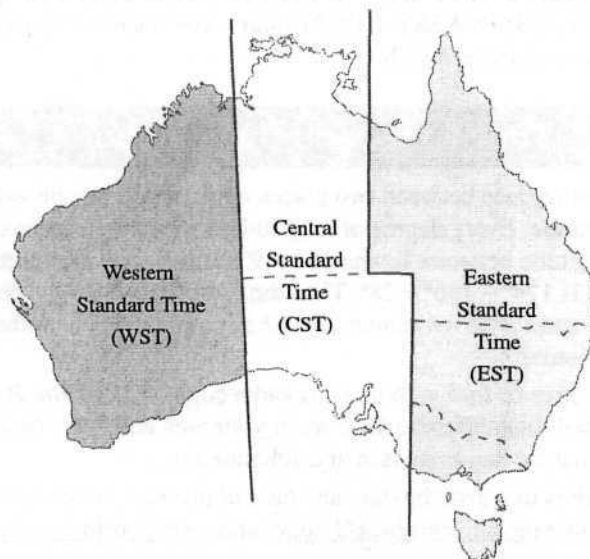 Western
Standard Time
(WST)
Central
Standard
Time
(CST)
Eastern
Standard
Time
(EST)